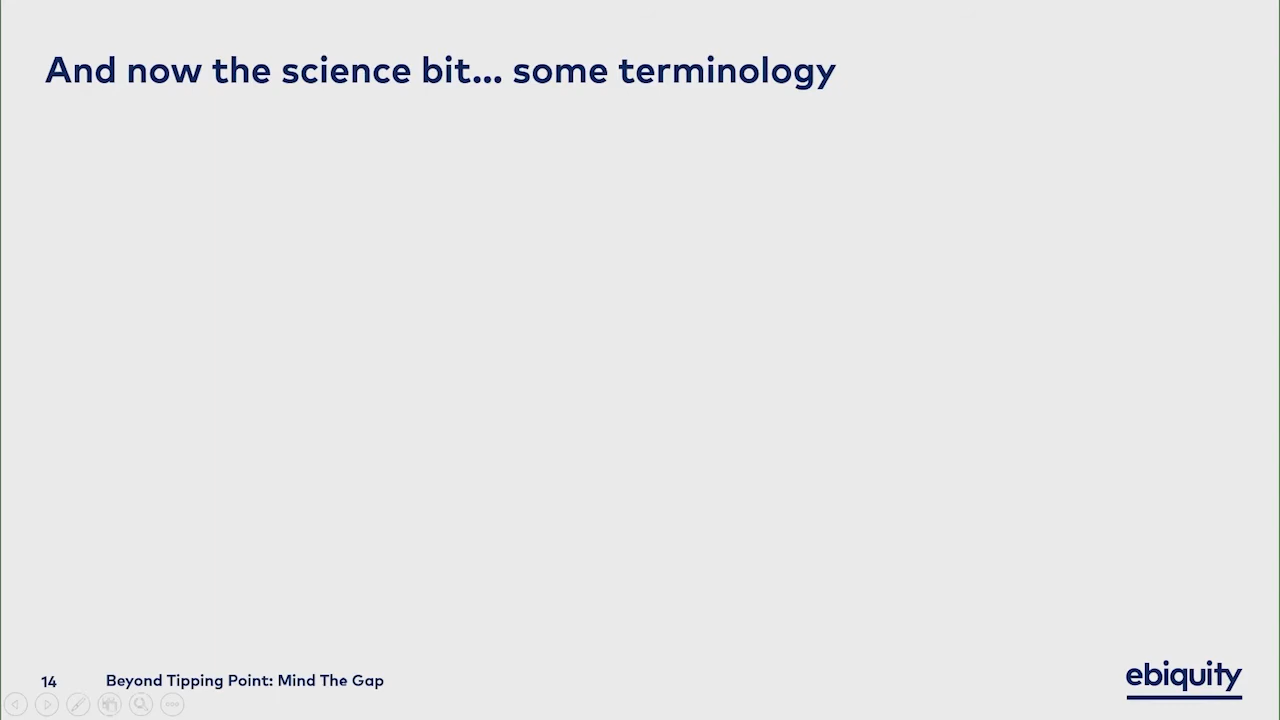 And now the science bit... some terminology
14
Beyond Tipping Point: Mind The Gap
ebiquity